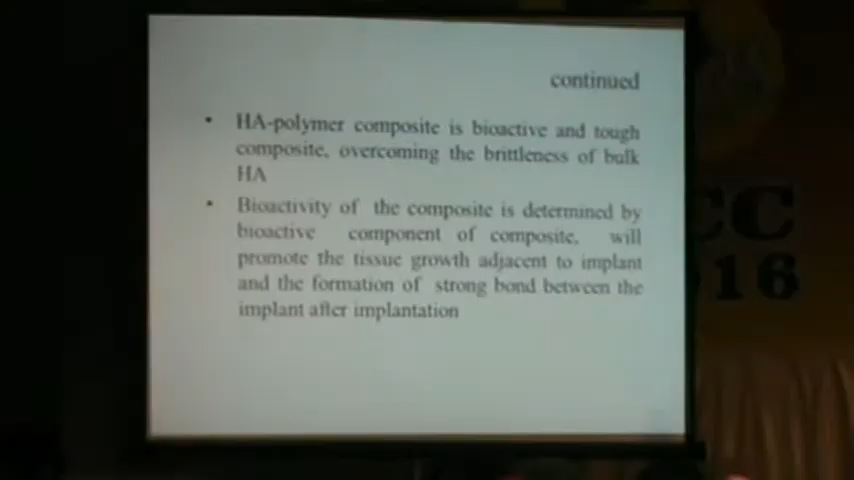 continued
• HA-polymer composite is bioactive and tough
composite, overcoming the brittleness of bulk
HA
• Bioactivity of the composite is determined by
bioactive component of composite, will
promote the tissue growth adjacent to implant
and the formation of strong bond between the
implant after implantation
CC
16